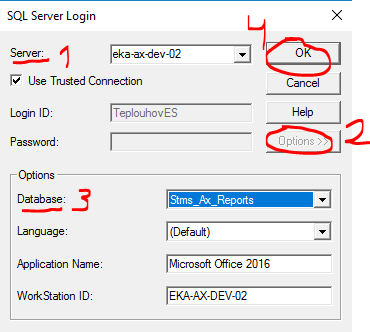 SQL Server Login
4
Server: 1 eka-ax-dev-02 OK
Use Trusted Connection Cancel
Login ID: TeplouhovES Help
Password: Options >> 2
Options
Database: 3 Stms_Ax_Reports
Language: (Default)
Application Name: Microsoft Office 2016
WorkStation ID: EKA-AX-DEV-02